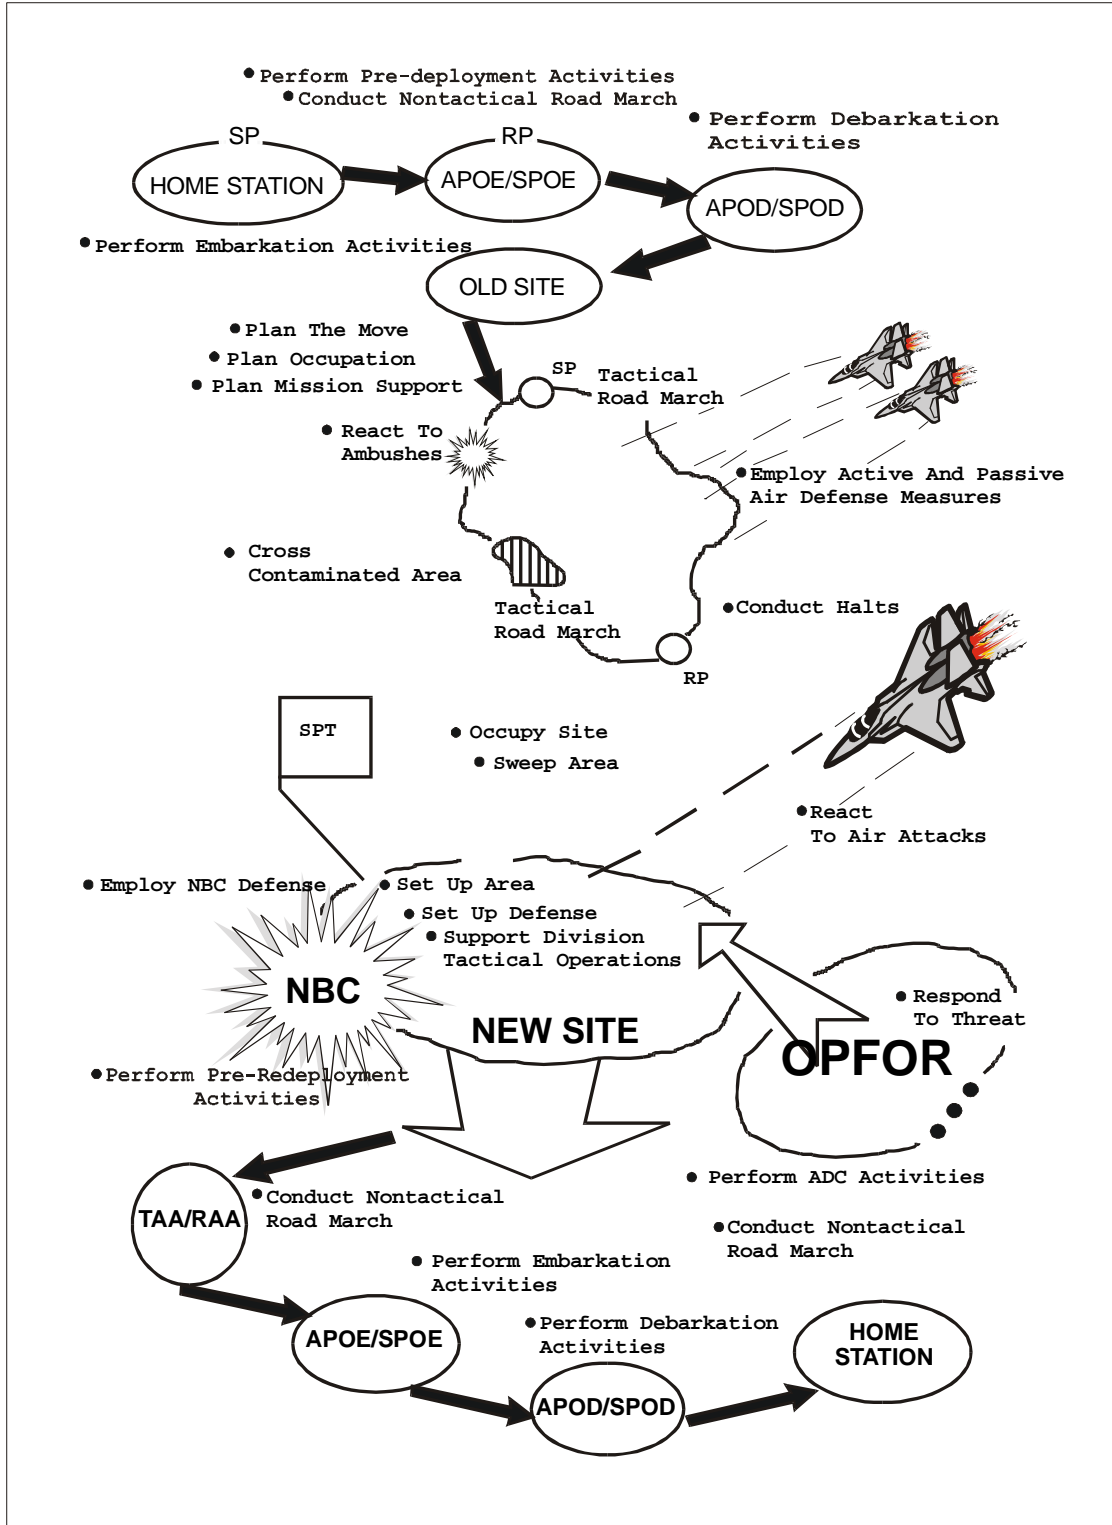 ● Perform Pre-deployment Activities
● Conduct Nontactical Road March
● Perform Debarkation
Activities
SP
RP
HOME STATION
APOE/SPOE
APOD/SPOD
● Perform Embarkation Activities
OLD SITE
● Plan The Move
● Plan Occupation
● Plan Mission Support
SP
Tactical
Road March
● React To
Ambushes
● Employ Active And Passive
Air Defense Measures
● Cross
Contaminated Area
Tactical
Road March
● Conduct Halts
RP
SPT
● Occupy Site
● Sweep Area
● React
To Air Attacks
● Employ NBC Defense
● Set Up Area
● Set Up Defense
● Support Division
Tactical Operations
NBC
NEW SITE
● Respond
To Threat
OPFOR
● Perform Pre-Redeployment
Activities
● Perform ADC Activities
TAA/RAA
● Conduct Nontactical
Road March
● Conduct Nontactical
Road March
● Perform Embarkation
Activities
APOE/SPOE
● Perform Debarkation
Activities
HOME
STATION
APOD/SPOD